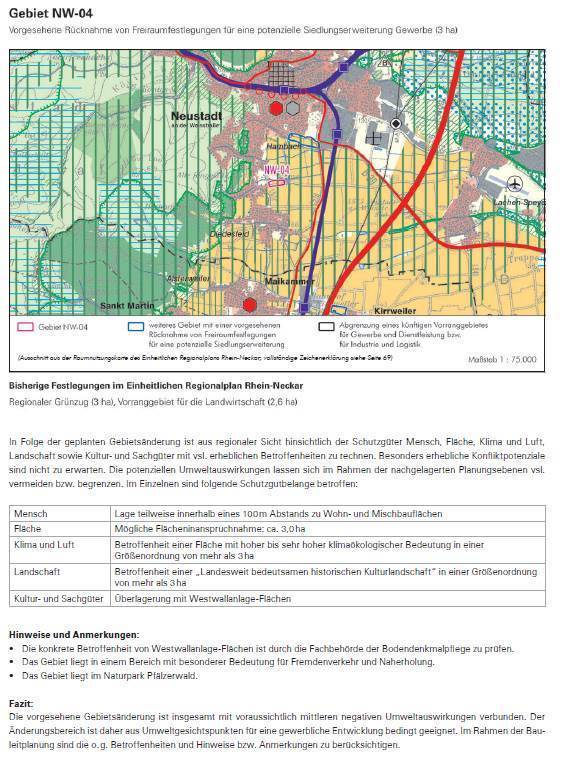 Gebiet NW-04
Vorgesehene Rücknahme von Freiraumfestlegungen für eine potenzielle Siedlungserweiterung Gewerbe (3 ha)
Neustadt
an der Weinstraße
Hambach
NW-04
Lachen-Speye
Diedesfeld
Alsterweiler
Maikammer
Sankt Martin
Kirrweiler
Gebiet NW-04
weiteres Gebiet mit einer vorgesehenen
Rücknahme von Freiraumfestlegungen
für eine potenzielle Siedlungserweiterung
Abgrenzung eines künftigen Vorranggebietes
für Gewerbe und Dienstleistung bzw.
für Industrie und Logistik
(Ausschnitt aus der Raumnutzungskarte des Einheitlichen Regionalplans Rhein-Neckar; vollständige Zeichenerklärung siehe Seite 69)
Maßstab 1 : 75.000
Bisherige Festlegungen im Einheitlichen Regionalplan Rhein-Neckar
Regionaler Grünzug (3 ha), Vorranggebiet für die Landwirtschaft (2,6 ha)
In Folge der geplanten Gebietsänderung ist aus regionaler Sicht hinsichtlich der Schutzgüter Mensch, Fläche, Klima und Luft,
Landschaft sowie Kultur- und Sachgüter mit vsl. erheblichen Betroffenheiten zu rechnen. Besonders erhebliche Konfliktpotenziale
sind nicht zu erwarten. Die potenziellen Umweltauswirkungen lassen sich im Rahmen der nachgelagerten Planungsebenen vsl.
vermeiden bzw. begrenzen. Im Einzelnen sind folgende Schutzgutbelange betroffen:
Mensch Lage teilweise innerhalb eines 100m Abstands zu Wohn- und Mischbauflächen
Fläche Mögliche Flächeninanspruchnahme: ca. 3,0 ha
Klima und Luft Betroffenheit einer Fläche mit hoher bis sehr hoher klimaökologischer Bedeutung in einer
Größenordnung von mehr als 3 ha
Landschaft Betroffenheit einer „Landesweit bedeutsamen historischen Kulturlandschaft" in einer Größenordnung
von mehr als 3 ha
Kultur- und Sachgüter Überlagerung mit Westwallanlage-Flächen
Hinweise und Anmerkungen:
• Die konkrete Betroffenheit von Westwallanlage-Flächen ist durch die Fachbehörde der Bodendenkmalpflege zu prüfen.
• Das Gebiet liegt in einem Bereich mit besonderer Bedeutung für Fremdenverkehr und Naherholung.
• Das Gebiet liegt im Naturpark Pfälzerwald.
Fazit:
Die vorgesehene Gebietsänderung ist insgesamt mit voraussichtlich mittleren negativen Umweltauswirkungen verbunden. Der
Änderungsbereich ist daher aus Umweltgesichtspunkten für eine gewerbliche Entwicklung bedingt geeignet. Im Rahmen der Bau-
leitplanung sind die o. g. Betroffenheiten und Hinweise bzw. Anmerkungen zu berücksichtigen.